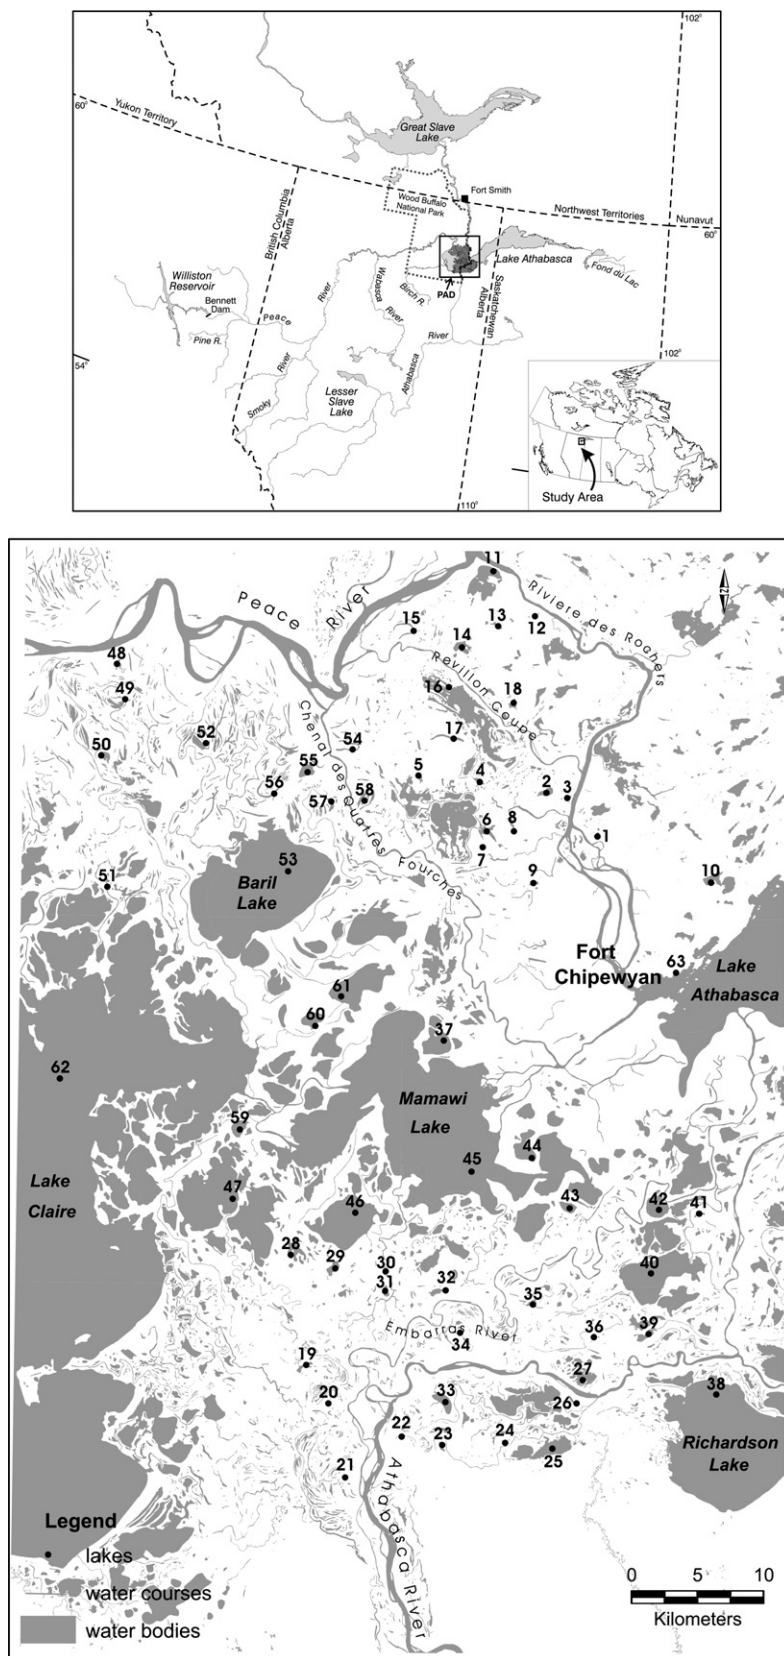 102°
60°
Yukon Territory
Great Slave
Lake
Fort Smith
Wood Buffalo
National Park
Northwest Territories
Nunavut
60°
British Columbia
Alberta
Lake Athabasca
Fond du Lac
Williston
Reservoir
Bennett
Dam
Peace
River
Wabasca
River
Birch R.
PAD
Saskatchewan
Alberta
Pine R.
River
River
Athabasca
54°
102°
Smoky
Lesser
Slave
Lake
Study Area
110°
11
Peace
River
Riviere des Rochers
N
15
13
12
14
48
Revillon Coupe
49
16
18
Chenal des Quatres Fourches
52
17
54
50
55
5
4
56
57
58
2
3
6
8
1
7
53
51
9
10
Baril
Lake
Fort
Chipewyan
63
Lake
Athabasca
61
60
37
62
Mamawi
Lake
59
44
45
Lake
Claire
47
46
43
42
41
28
29
30
31
32
40
35
Embarras River
34
36
39
19
27
38
20
33
26
22
23
24
25
21
Richardson
Lake
Athabasca River
Legend
lakes
water courses
water bodies
0 5 10
Kilometers